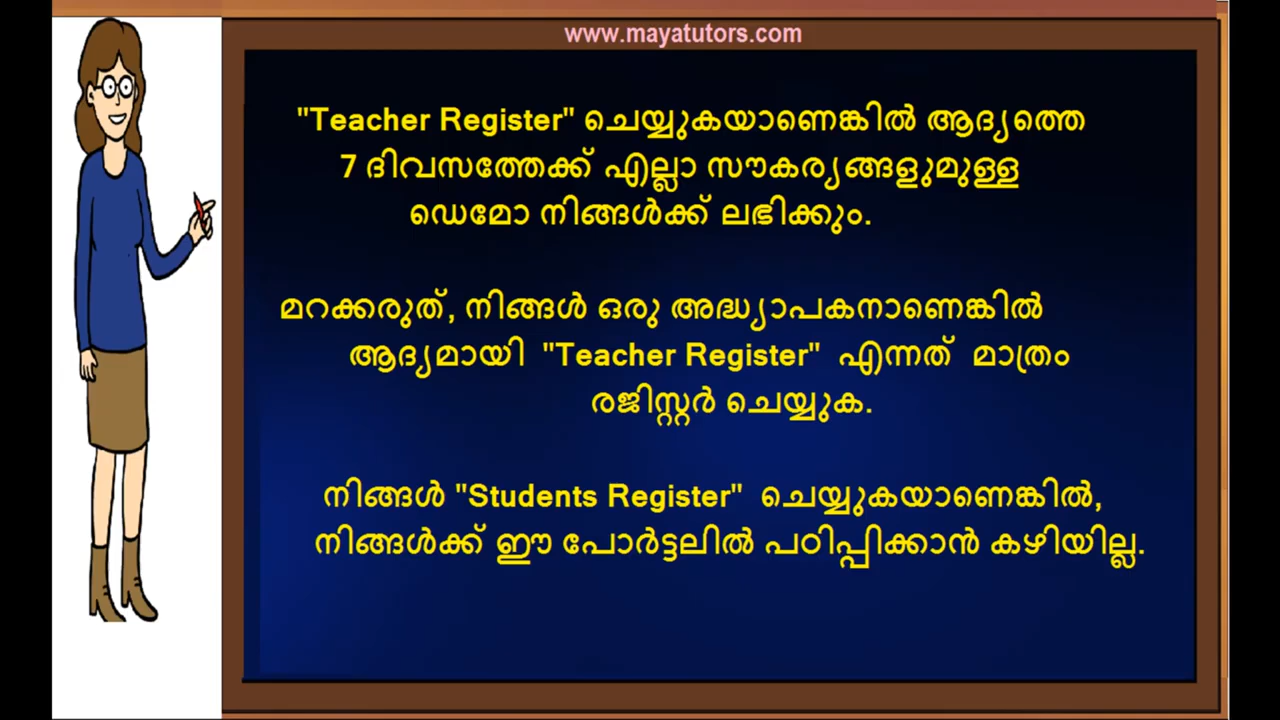 www.mayatutors.com
"Teacher Register" ചെയ്യുകയാണെങ്കിൽ ആദ്യത്തെ
7 ദിവസത്തേക്ക് എല്ലാ സൗകര്യങ്ങളുമുള്ള
ഡെമോ നിങ്ങൾക്ക് ലഭിക്കും.
മറക്കരുത്, നിങ്ങൾ ഒരു അദ്ധ്യാപകനാണെങ്കിൽ
ആദ്യമായി "Teacher Register" എന്നത് മാത്രം
രജിസ്റ്റർ ചെയ്യുക.
നിങ്ങൾ "Students Register" ചെയ്യുകയാണെങ്കിൽ,
നിങ്ങൾക്ക് ഈ പോർട്ടലിൽ പഠിപ്പിക്കാൻ കഴിയില്ല.